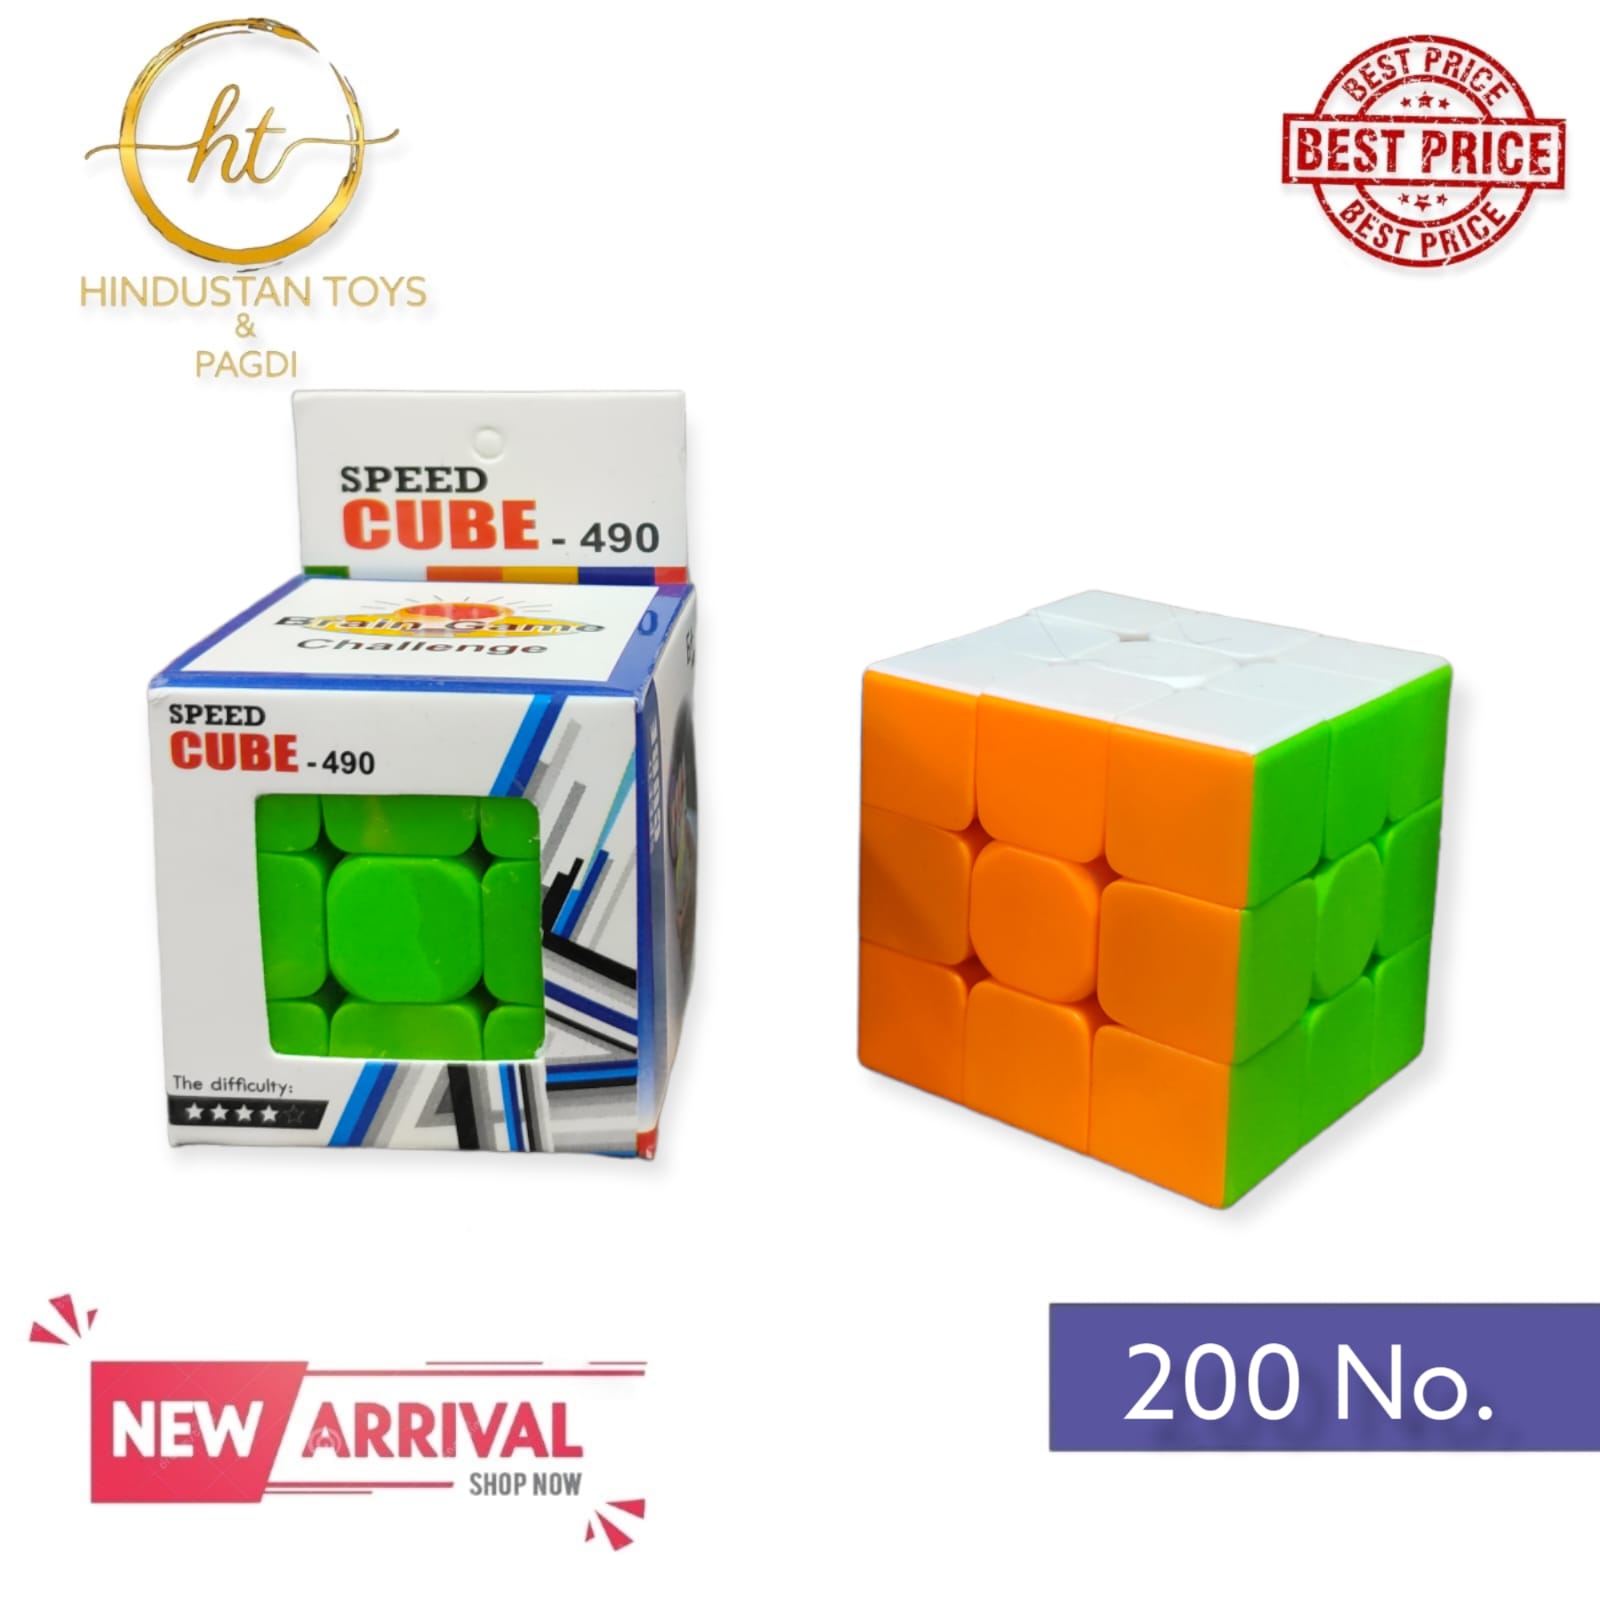 ht
HINDUSTAN TOYS
&
PAGDI
BEST PRICE
BEST PRICE
BEST PRICE
SPEED
CUBE - 490
Brain Game
Challenge
SPEED
CUBE - 490
The difficulty:
NEW ARRIVAL
SHOP NOW
200 No.